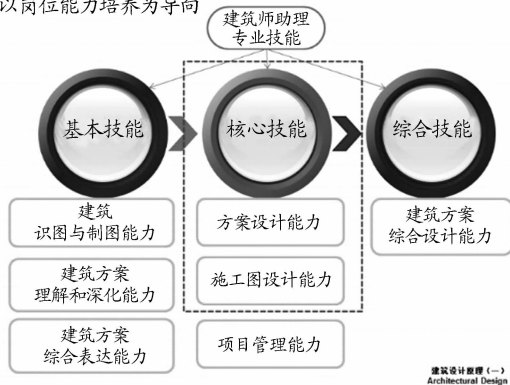 以岗位能力培养为导向
建筑师助理
专业技能
基本技能
核心技能
综合技能
建筑
识图与制图能力
方案设计能力
建筑方案
综合设计能力
建筑方案
理解和深化能力
施工图设计能力
建筑方案
综合表达能力
项目管理能力
建筑设计原理(一)
Architectural Design